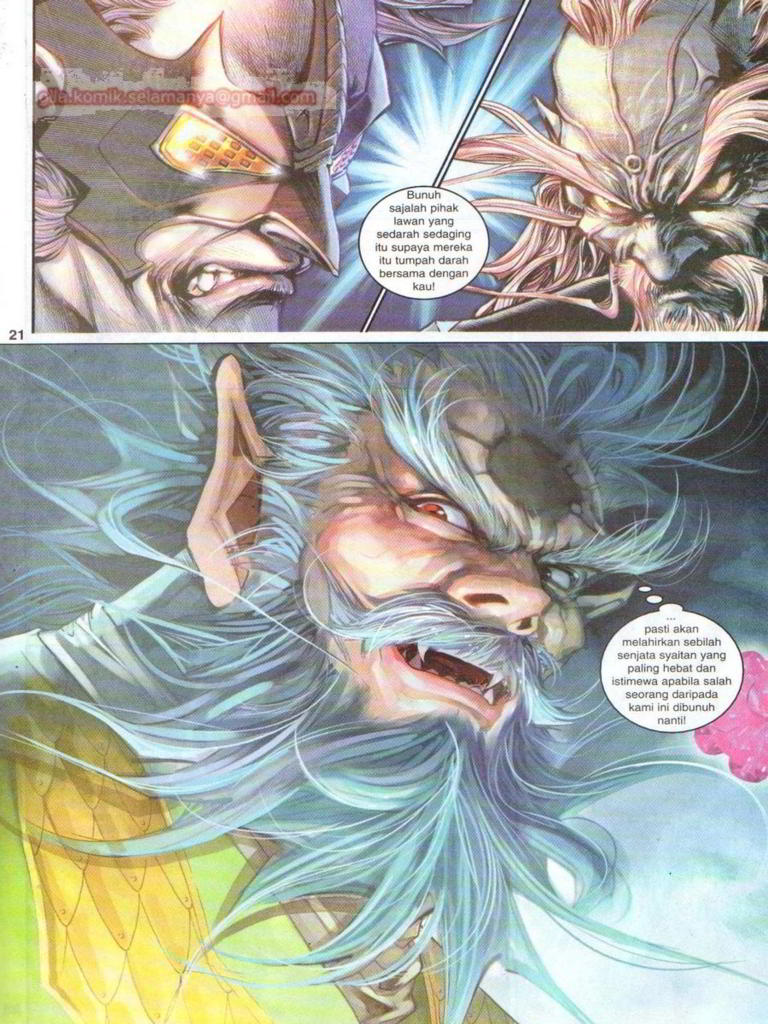 gila.komik.selamanya@gmail.com
Bunuh
sajalah pihak
lawan yang
sedarah sedaging
itu supaya mereka
itu tumpah darah
bersama dengan
kau!
21
...
pasti akan
melahirkan sebilah
senjata syaitan yang
paling hebat dan
istimewa apabila salah
seorang daripada
kami ini dibunuh
nanti!